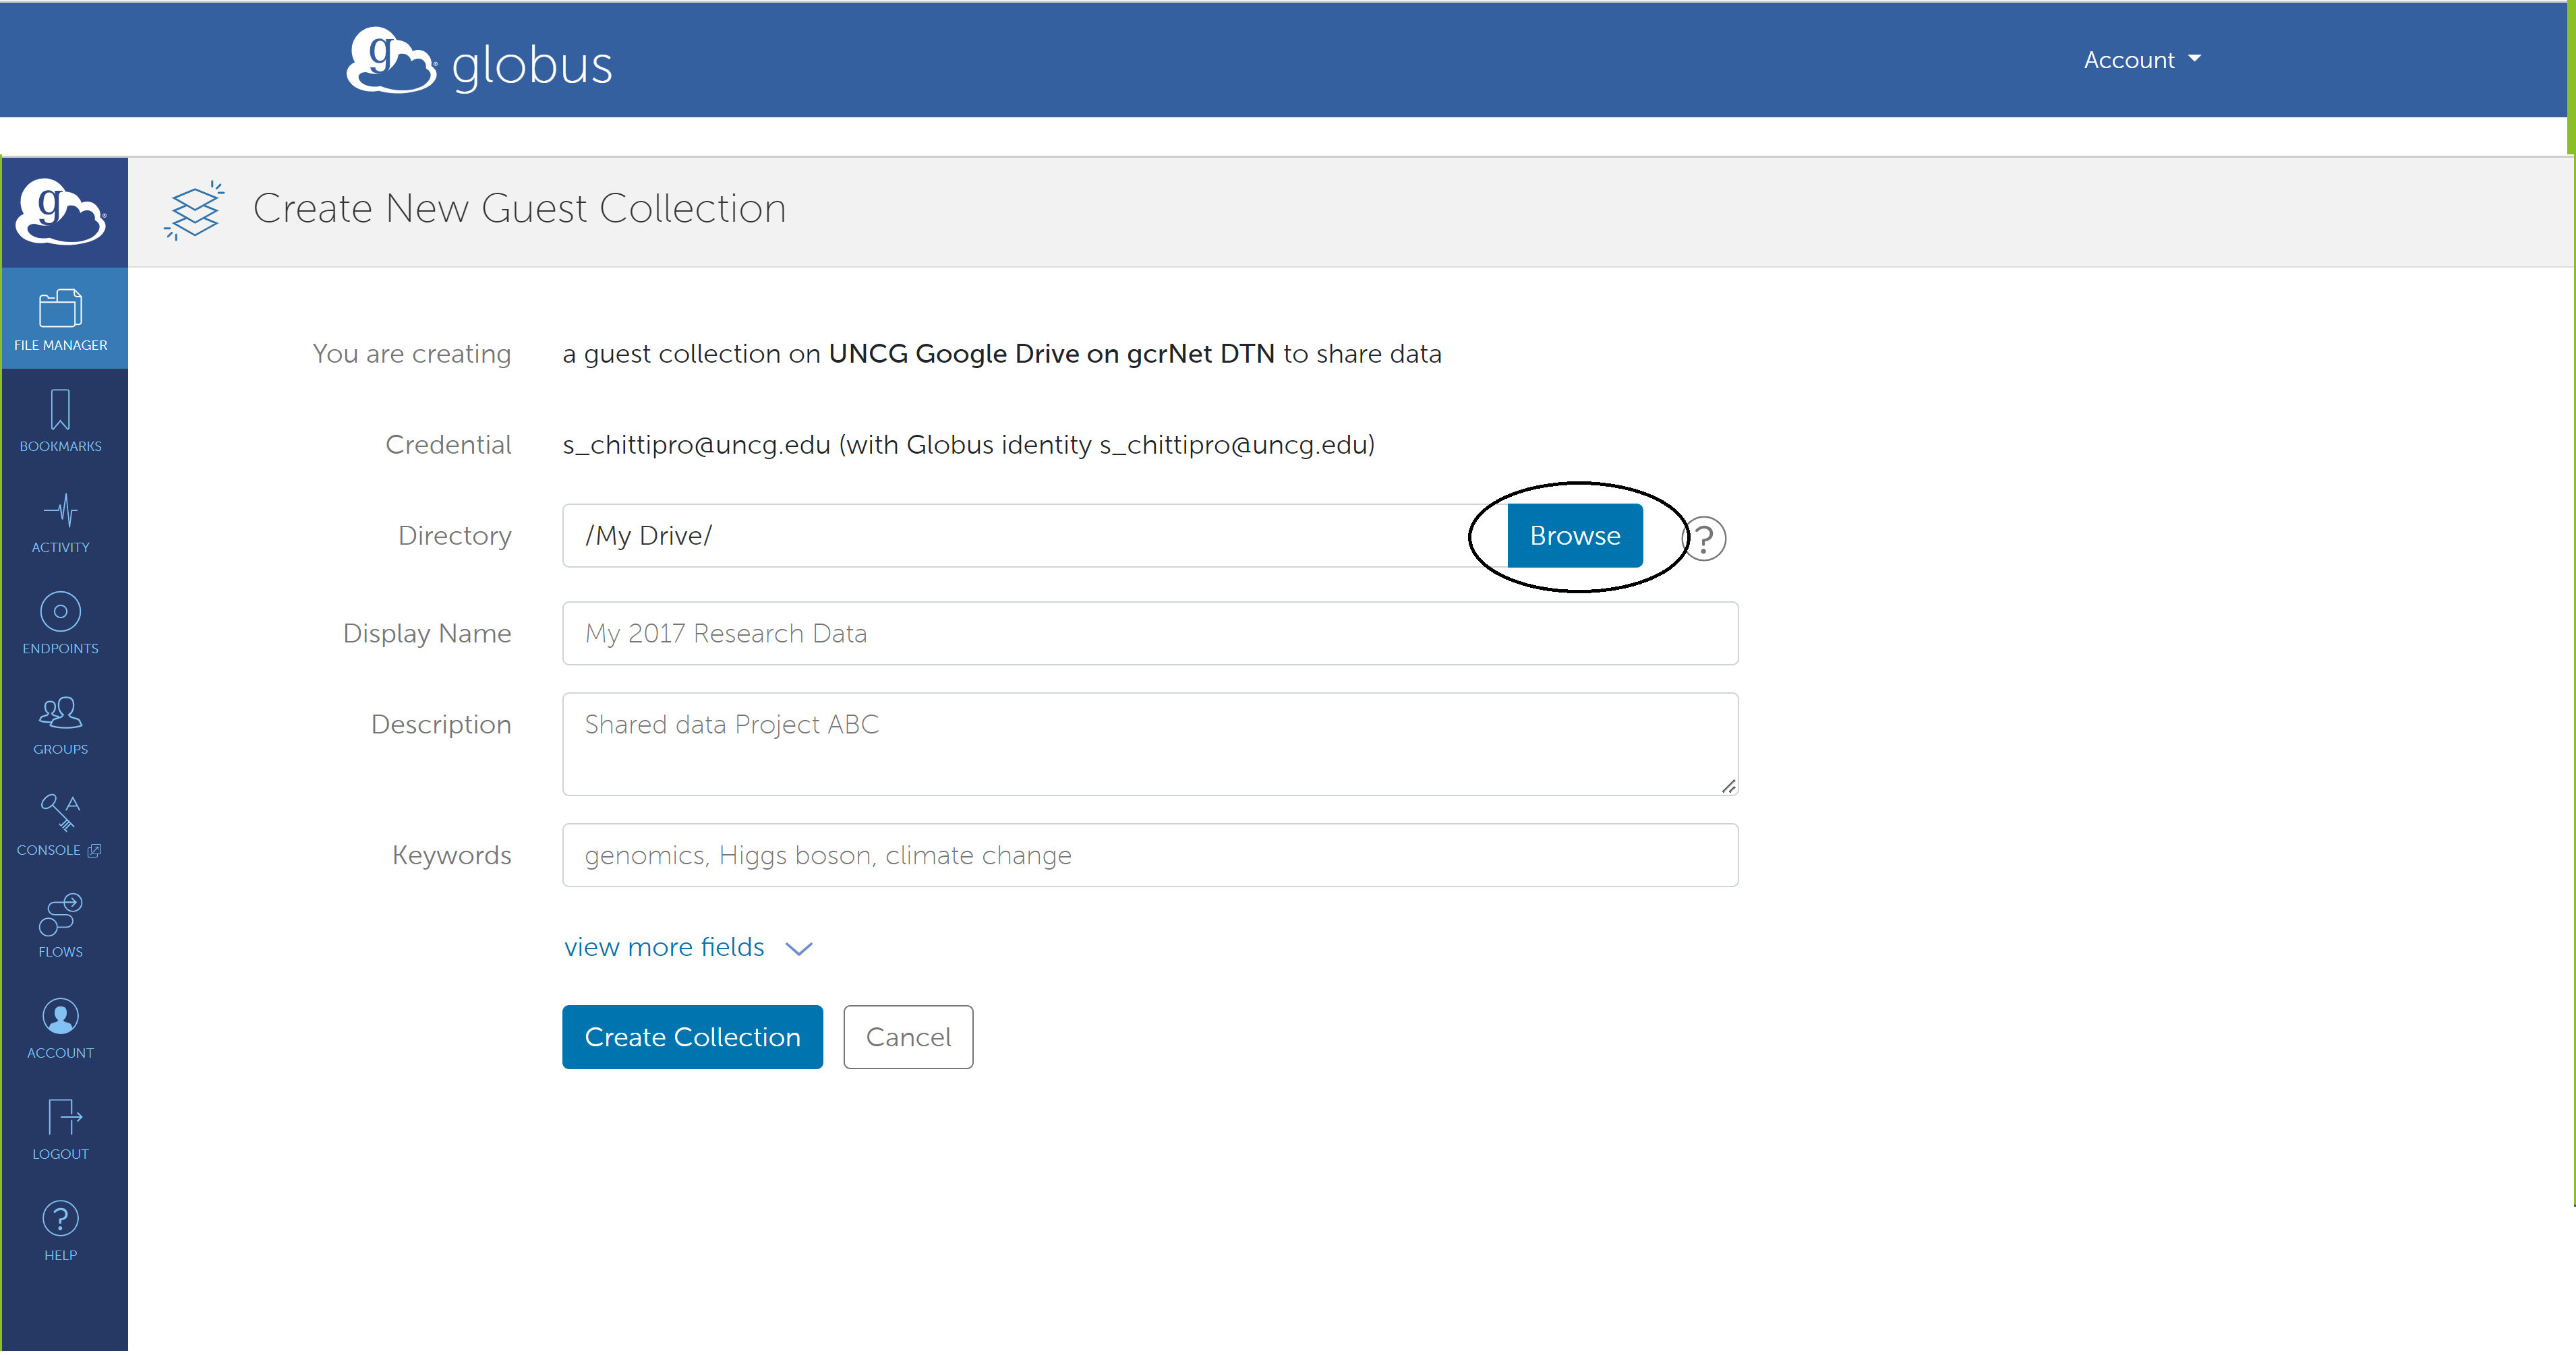 globus
Account
Create New Guest Collection
FILE MANAGER
BOOKMARKS
ACTIVITY
ENDPOINTS
GROUPS
CONSOLE
FLOWS
ACCOUNT
LOGOUT
HELP
You are creating a guest collection on UNCG Google Drive on gcrNet DTN to share data
Credential s_chittipro@uncg.edu (with Globus identity s_chittipro@uncg.edu)
Directory /My Drive/ Browse ?
Display Name My 2017 Research Data
Description Shared data Project ABC
Keywords genomics, Higgs boson, climate change
view more fields
Create Collection Cancel